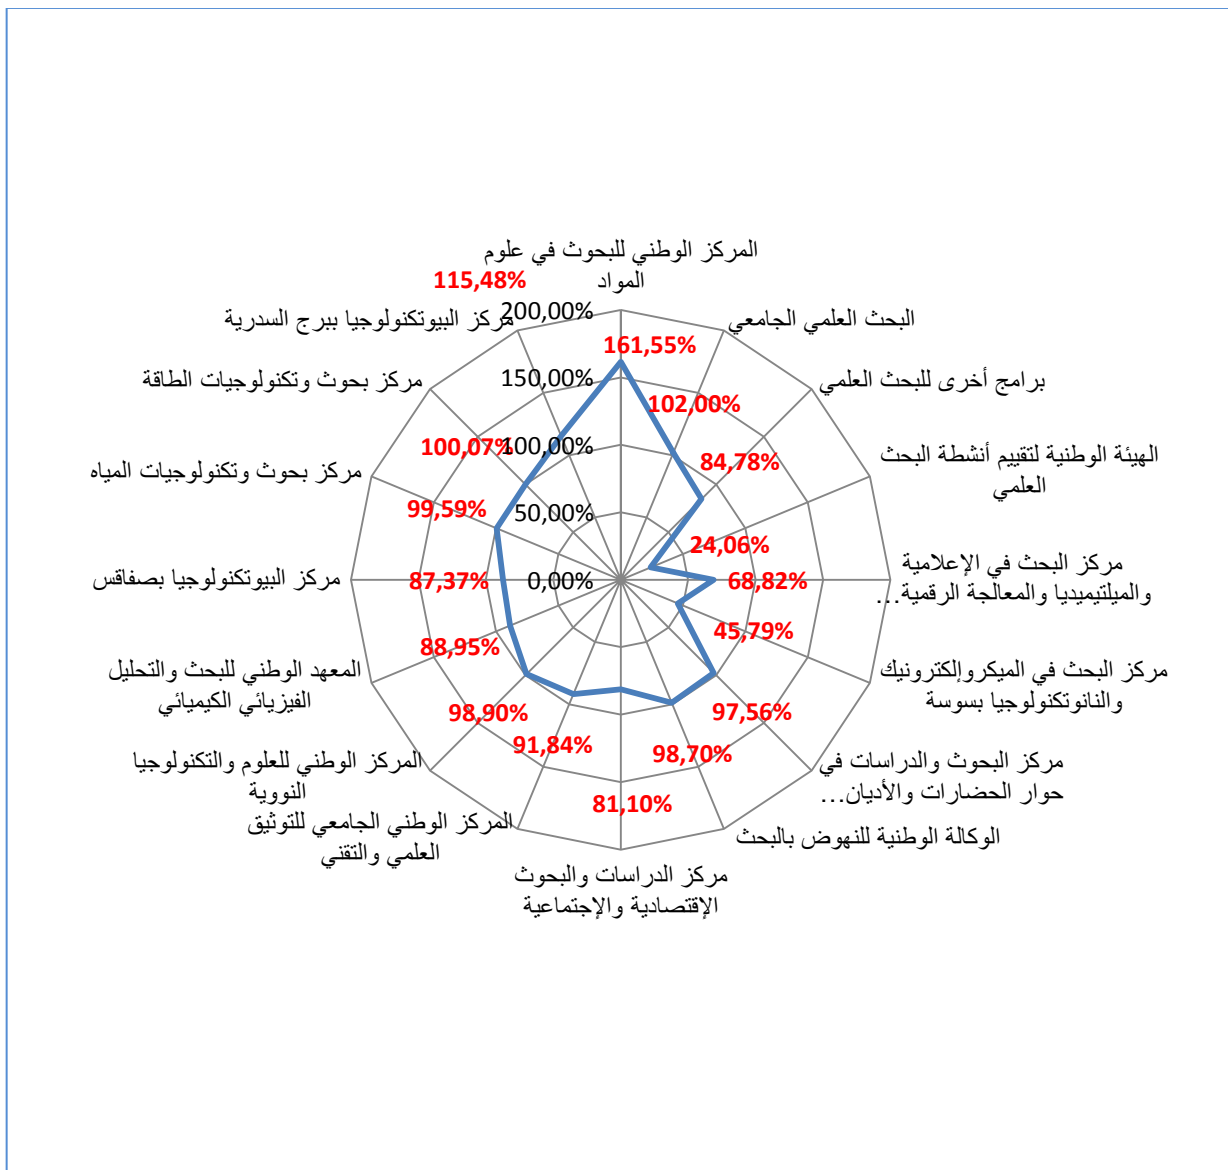 المركز الوطني للبحوث في علوم
المواد
115,48%
200,00%
مركز البيوتكنولوجيا ببرج السدرية
البحث العلمي الجامعي
161,55%
150,00%
مركز بحوث وتكنولوجيات الطاقة
برامج أخرى للبحث العلمي
102,00%
100,00%
100,07%
84,78%
مركز بحوث وتكنولوجيات المياه
الهيئة الوطنية لتقييم أنشطة البحث
العلمي
99,59%
50,00%
24,06%
مركز البحث في الإعلامية
والميلتيميديا والمعالجة الرقمية...
68,82%
0,00%
87,37%
مركز البيوتكنولوجيا بصفاقس
45,79%
88,95%
المعهد الوطني للبحث والتحليل
الفيزيائي الكيميائي
مركز البحث في الميكروإلكترونيك
والنانوتكنولوجيا بسوسة
97,56%
98,90%
91,84%
98,70%
المركز الوطني للعلوم والتكنولوجيا
النووية
مركز البحوث والدراسات في
حوار الحضارات والأديان...
81,10%
المركز الوطني الجامعي للتوثيق
العلمي والتقني
الوكالة الوطنية للنهوض بالبحث
مركز الدراسات والبحوث
الإقتصادية والإجتماعية